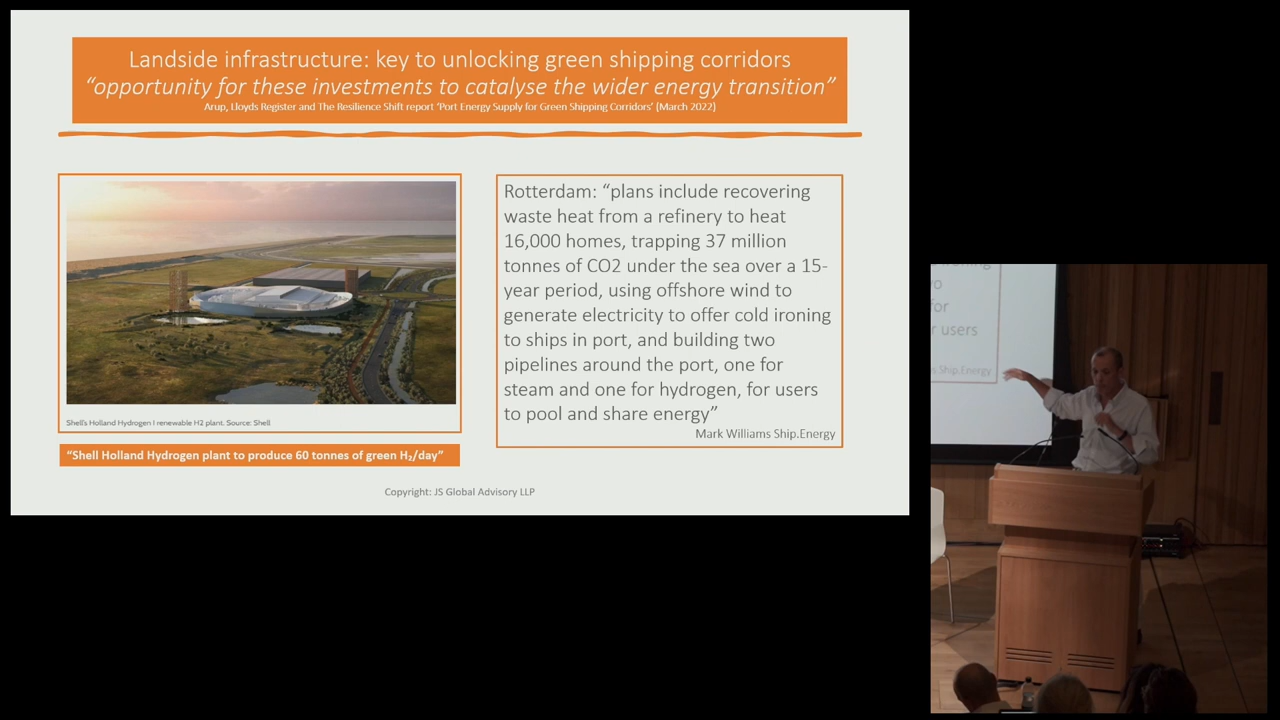 Landside infrastructure: key to unlocking green shipping corridors
“opportunity for these investments to catalyse the wider energy transition”
Arup, Lloyds Register and The Resilience Shift report ‘Port Energy Supply for Green Shipping Corridors’ (March 2022)
Shell's Holland Hydrogen I renewable H2 plant. Source: Shell
“Shell Holland Hydrogen plant to produce 60 tonnes of green H₂/day”
Rotterdam: “plans include recovering
waste heat from a refinery to heat
16,000 homes, trapping 37 million
tonnes of CO2 under the sea over a 15-
year period, using offshore wind to
generate electricity to offer cold ironing
to ships in port, and building two
pipelines around the port, one for
steam and one for hydrogen, for users
to pool and share energy”
Mark Williams Ship.Energy
Copyright: JS Global Advisory LLP
for
users
Ship.Energy